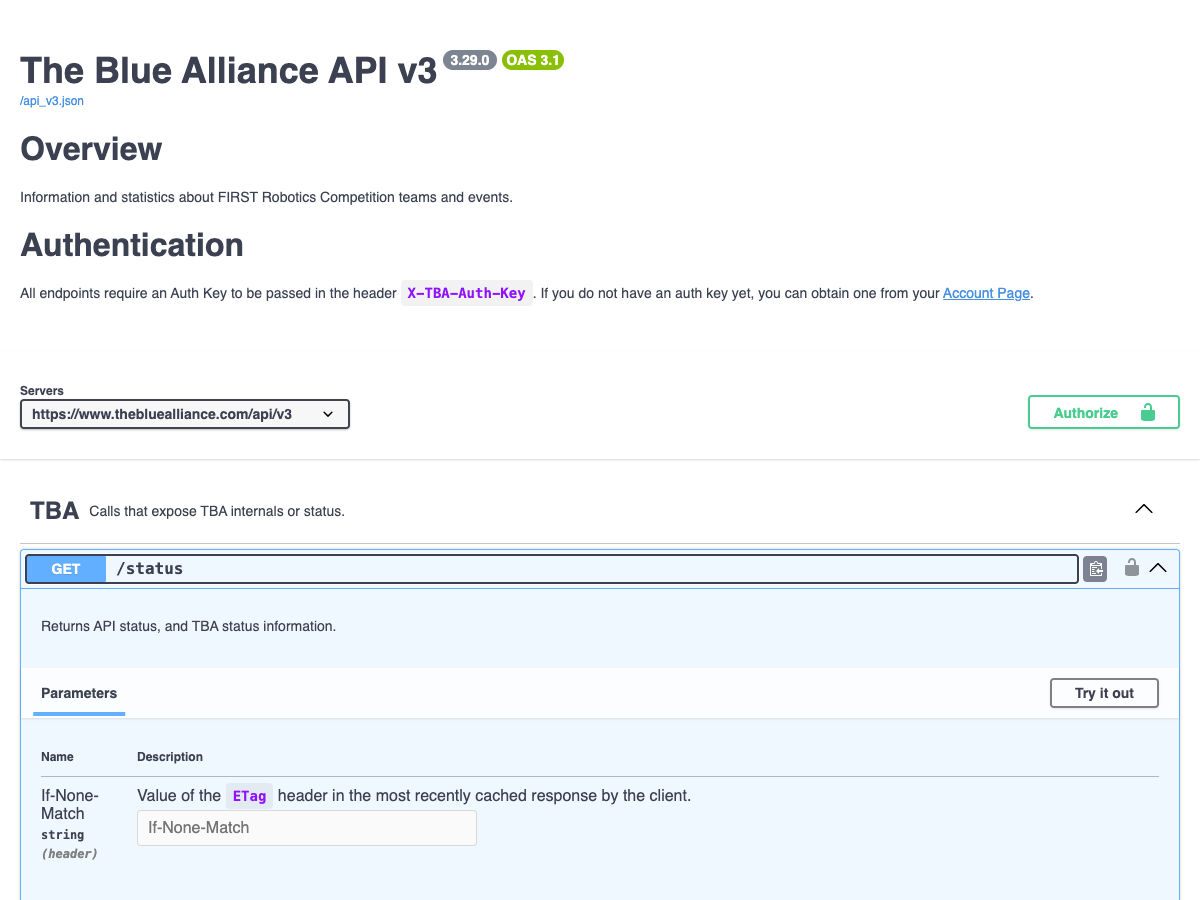 The Blue Alliance API v3 3.29.0 OAS 3.1
/api_v3.json
Overview
Information and statistics about FIRST Robotics Competition teams and events.
Authentication
All endpoints require an Auth Key to be passed in the header X-TBA-Auth-Key . If you do not have an auth key yet, you can obtain one from your Account Page.
Servers
https://www.thebluealliance.com/api/v3
Authorize
TBA Calls that expose TBA internals or status.
GET /status
Returns API status, and TBA status information.
Parameters
Try it out
Name Description
If-None-Match
string
(header)
Value of the ETag header in the most recently cached response by the client.
If-None-Match